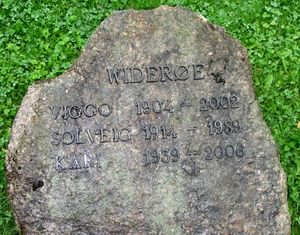 WIDERØE
VIGGO 1904 - 2002
SOLVEIG 1914 - 1989
KARI 1939 - 2006